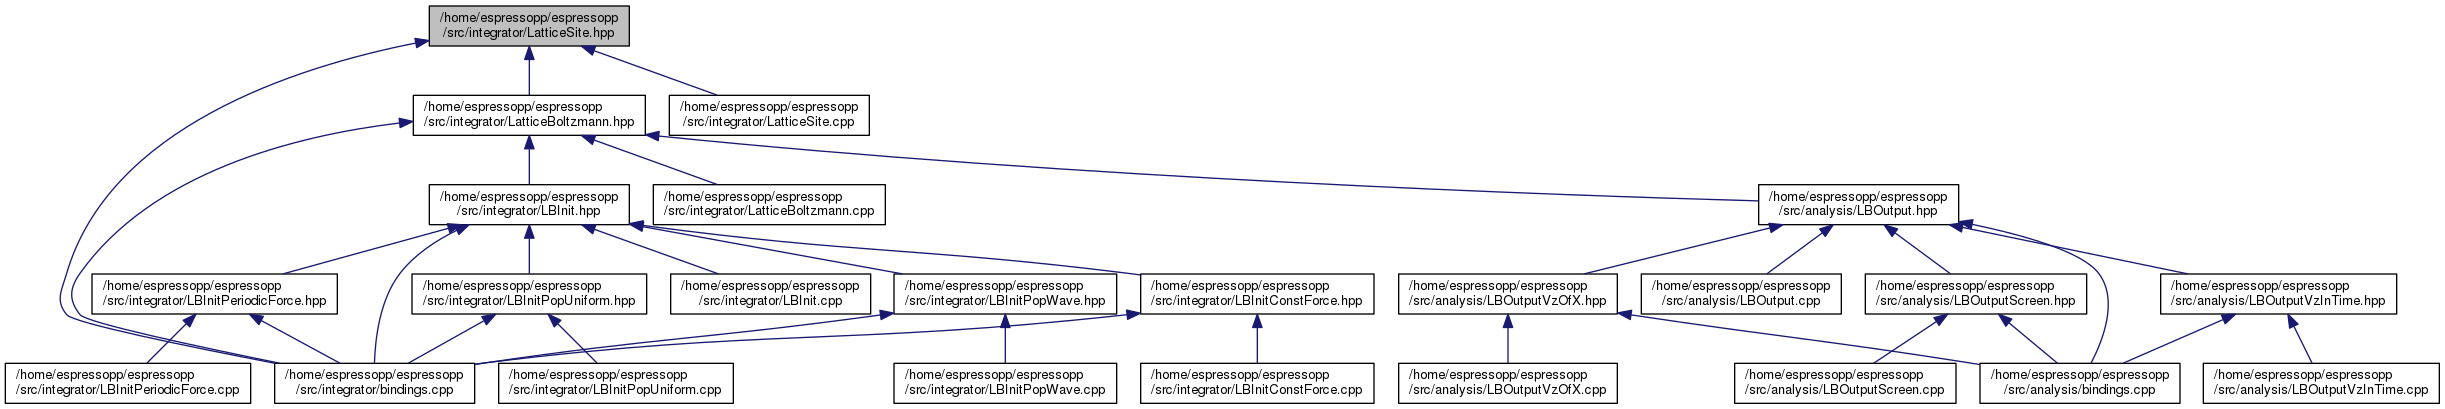 /home/espressopp/espressopp
/src/integrator/LatticeSite.hpp
/home/espressopp/espressopp
/src/integrator/LatticeBoltzmann.hpp
/home/espressopp/espressopp
/src/integrator/LatticeSite.cpp
/home/espressopp/espressopp
/src/integrator/LBInit.hpp
/home/espressopp/espressopp
/src/integrator/LatticeBoltzmann.cpp
/home/espressopp/espressopp
/src/analysis/LBOutput.hpp
/home/espressopp/espressopp
/src/integrator/LBInitPeriodicForce.hpp
/home/espressopp/espressopp
/src/integrator/LBInitPopUniform.hpp
/home/espressopp/espressopp
/src/integrator/LBInit.cpp
/home/espressopp/espressopp
/src/integrator/LBInitPopWave.hpp
/home/espressopp/espressopp
/src/integrator/LBInitConstForce.hpp
/home/espressopp/espressopp
/src/analysis/LBOutputVzOfX.hpp
/home/espressopp/espressopp
/src/analysis/LBOutput.cpp
/home/espressopp/espressopp
/src/analysis/LBOutputScreen.hpp
/home/espressopp/espressopp
/src/analysis/LBOutputVzInTime.hpp
/home/espressopp/espressopp
/src/integrator/LBInitPeriodicForce.cpp
/home/espressopp/espressopp
/src/integrator/bindings.cpp
/home/espressopp/espressopp
/src/integrator/LBInitPopUniform.cpp
/home/espressopp/espressopp
/src/integrator/LBInitPopWave.cpp
/home/espressopp/espressopp
/src/integrator/LBInitConstForce.cpp
/home/espressopp/espressopp
/src/analysis/LBOutputVzOfX.cpp
/home/espressopp/espressopp
/src/analysis/LBOutputScreen.cpp
/home/espressopp/espressopp
/src/analysis/bindings.cpp
/home/espressopp/espressopp
/src/analysis/LBOutputVzInTime.cpp